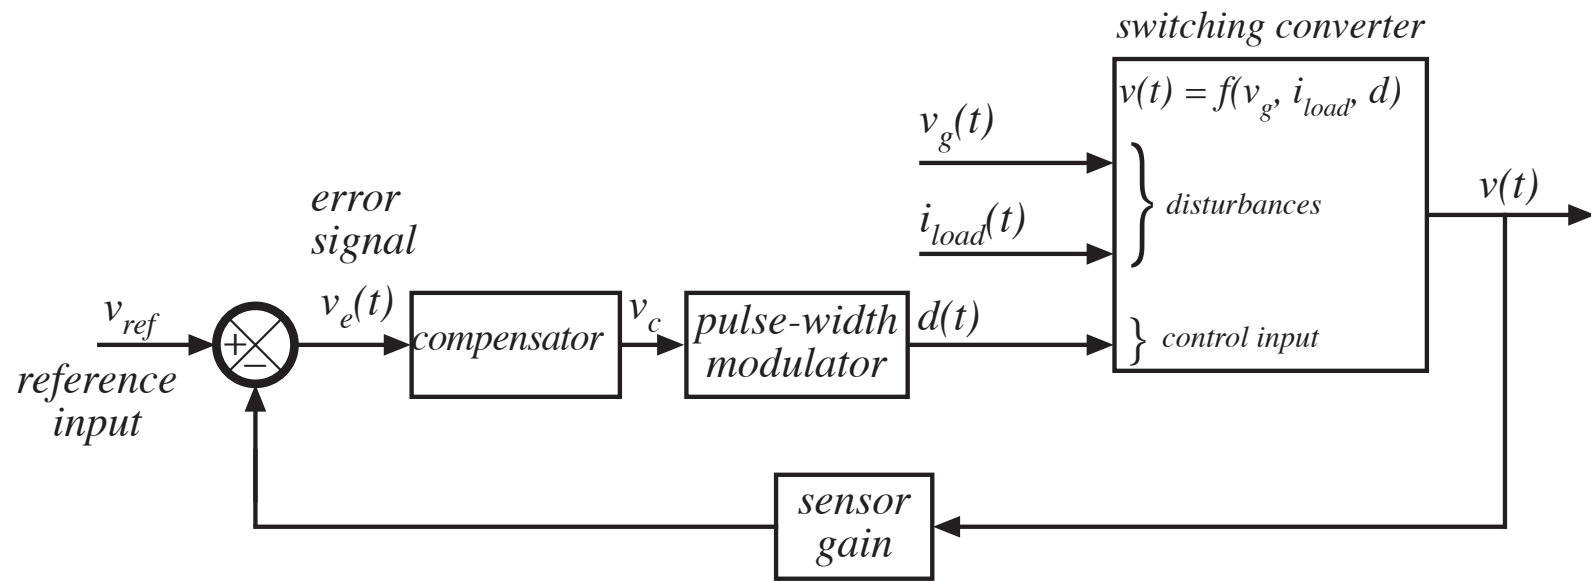 switching converter
v(t) = f(v_g, i_load, d)
v_g(t)
error
signal
i_load(t)
disturbances
v(t)
v_ref
+
−
v_e(t)
compensator
v_c
pulse-width
modulator
d(t)
} control input
reference
input
sensor
gain